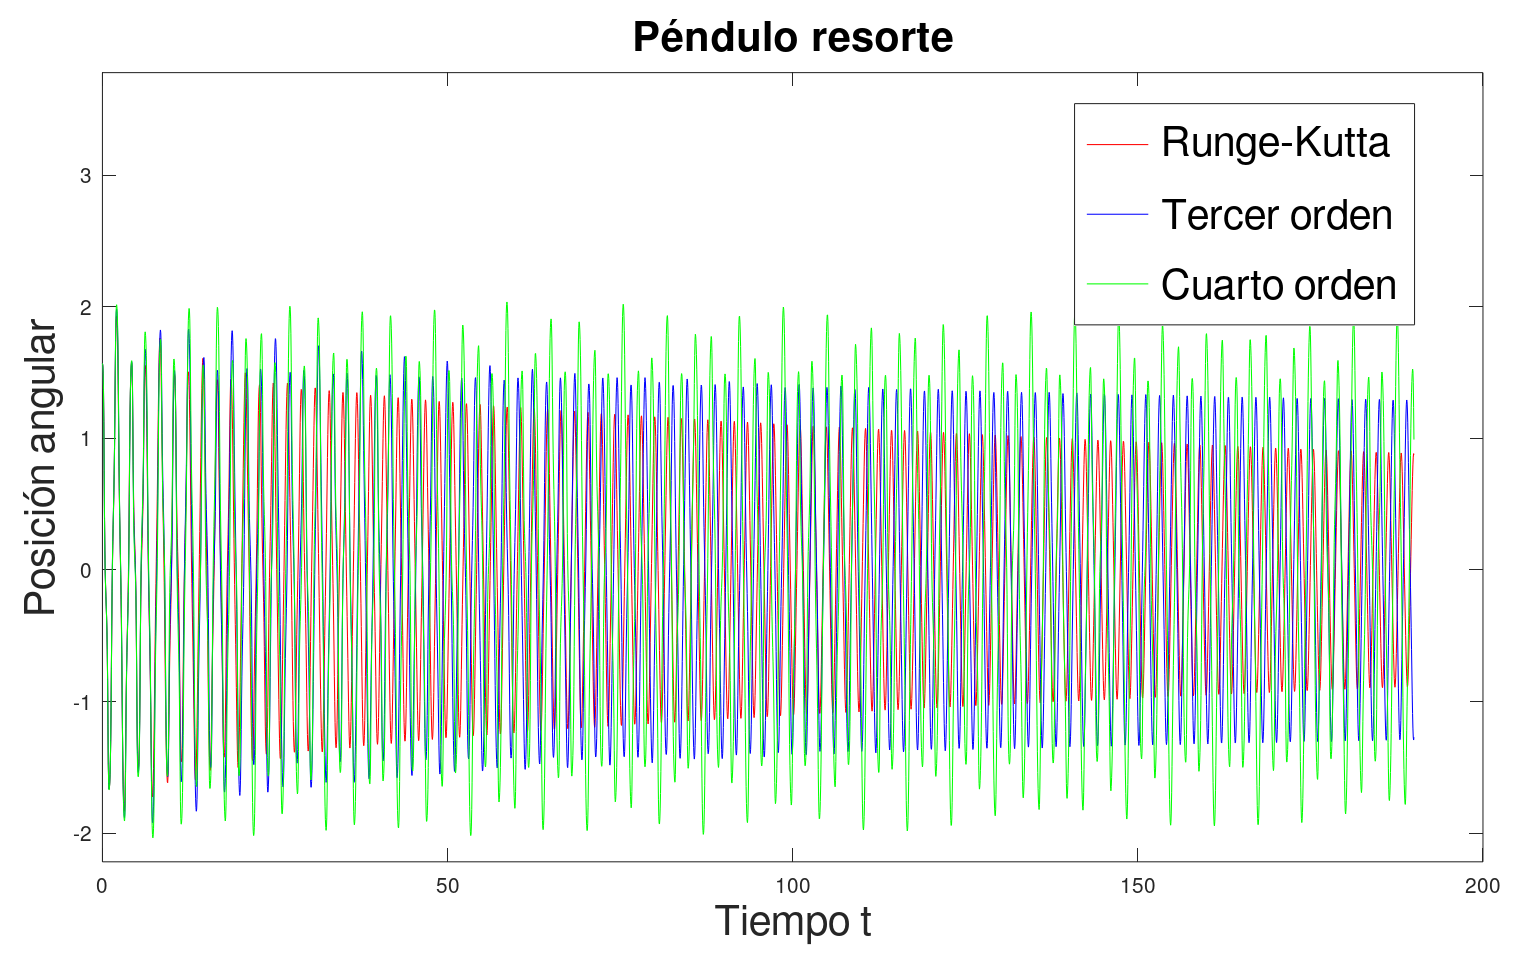 Péndulo resorte
Runge-Kutta
Tercer orden
Cuarto orden
Posición angular
3
2
1
0
-1
-2
0
50
100
150
200
Tiempo t